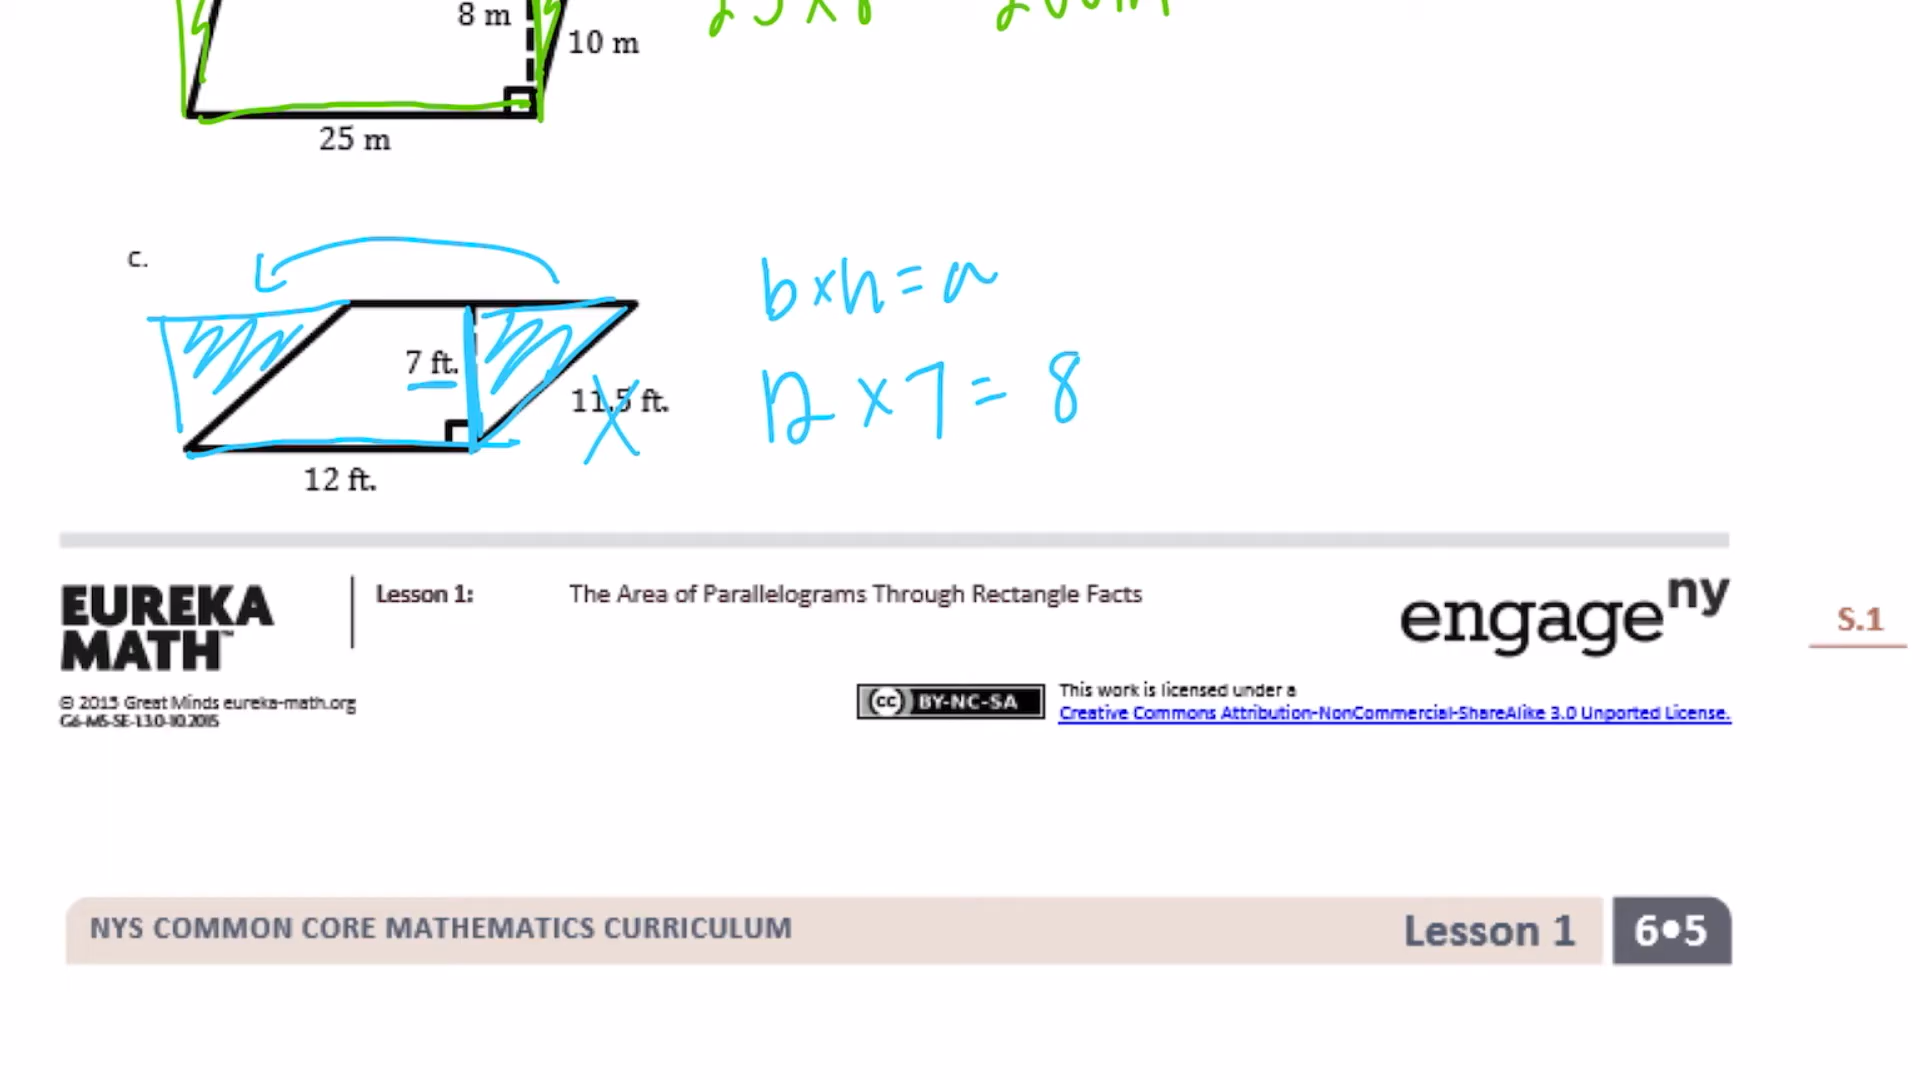 8 m
10 m
25 m
c.
b×h=a
7 ft.
11.5 ft.
12 × 7 = 8
12 ft.
EUREKA
MATH™
Lesson 1:
The Area of Parallelograms Through Rectangle Facts
engage ny
S.1
© 2015 Great Minds eureka-math.org
G6-M5-SE-1.3.0-10.2015
CC BY-NC-SA
This work is licensed under a
Creative Commons Attribution-NonCommercial-ShareAlike 3.0 Unported License.
NYS COMMON CORE MATHEMATICS CURRICULUM
Lesson 1
6•5